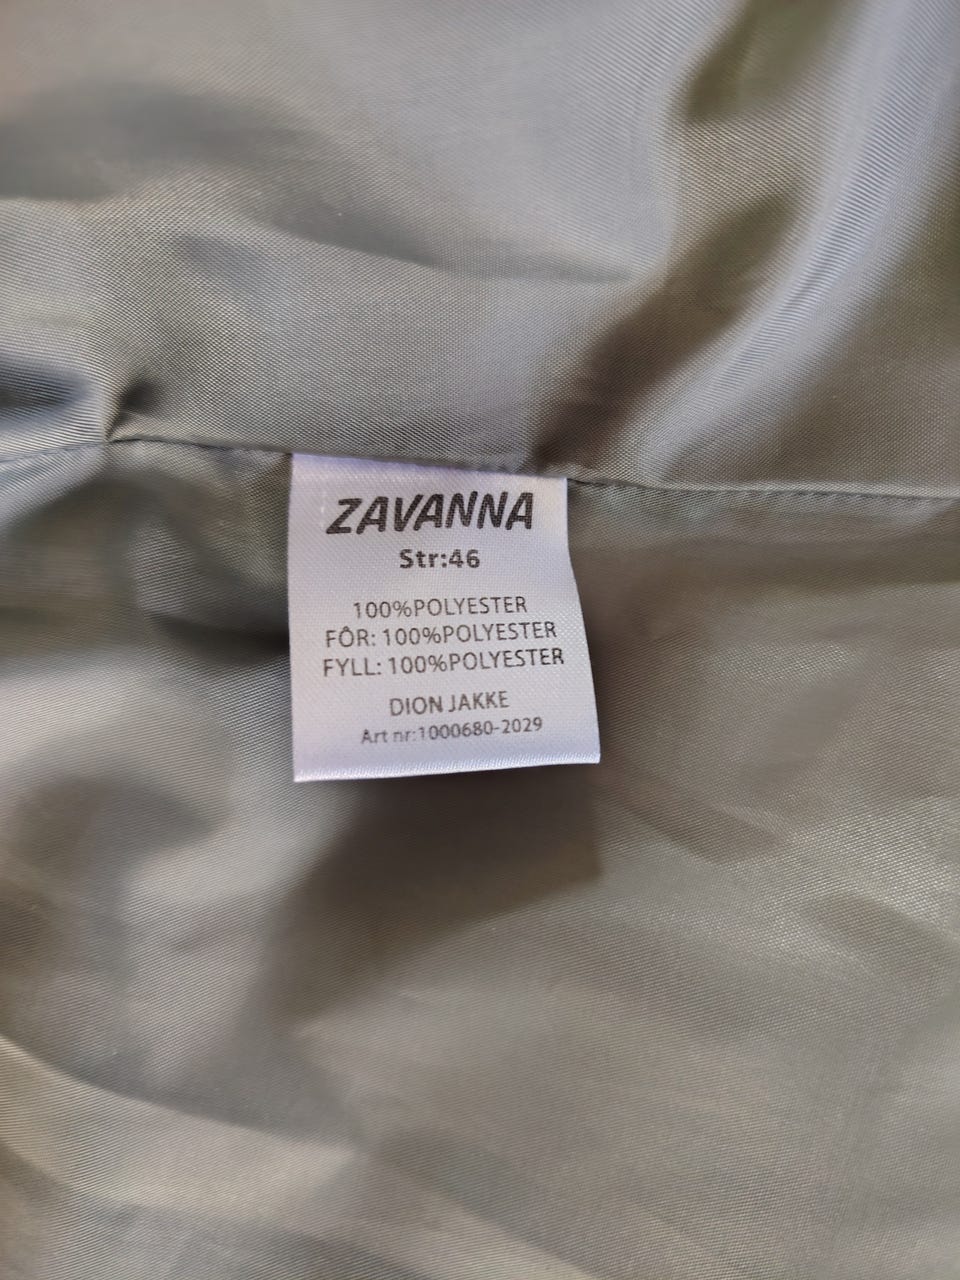 ZAVANNA
Str:46
100%POLYESTER
FÔR: 100%POLYESTER
FYLL: 100%POLYESTER
DION JAKKE
Art nr:1000680-2029